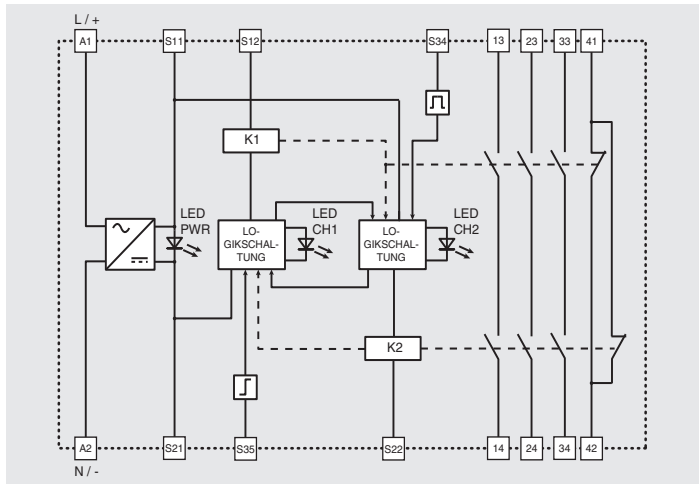 L / +
A1
S11
S12
S34
13
23
33
41
K1
LED
PWR
LO-
GIKSCHAL-
TUNG
LED
CH1
LO-
GIKSCHAL-
TUNG
LED
CH2
K2
A2
S21
S35
S22
14
24
34
42
N / -